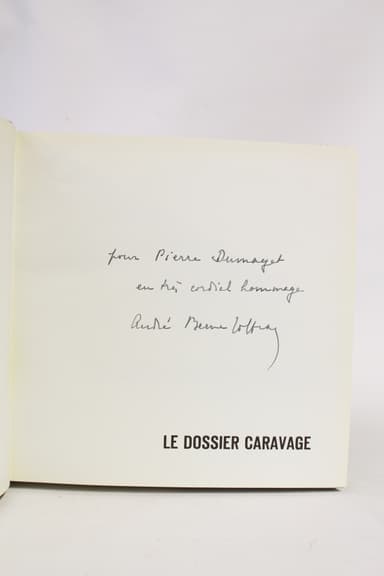 pour Pierre Dumayet
en très cordial hommage
André Berne Joffroy
LE DOSSIER CARAVAGE